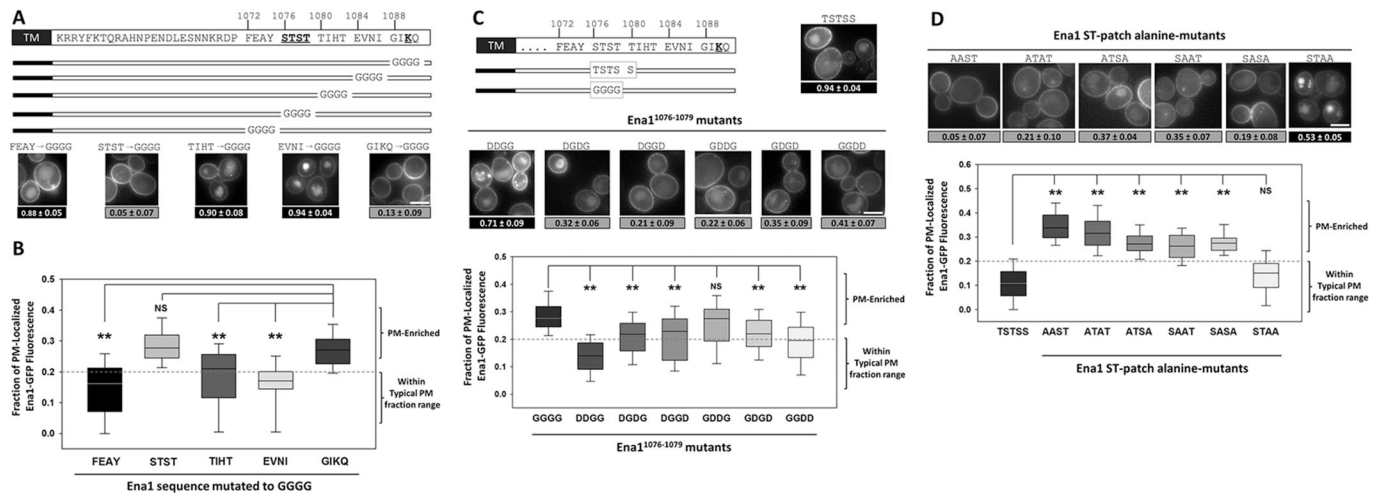 A
1072 1076 1080 1084 1088
TM KRRYFKTQRAHNPENDLESNNKRDP FEAY STST TIHT EVNI GIKQ
GGGG
GGGG
GGGG
GGGG
GGGG
FEAY→GGGG STST→GGGG TIHT→GGGG EVNI→GGGG GIKQ→GGGG
0.88 ± 0.05 0.05 ± 0.07 0.90 ± 0.08 0.94 ± 0.04 0.13 ± 0.09
B
Fraction of PM-Localized
Ena1-GFP Fluorescence
0.5
0.4
0.3
0.2
0.1
0.0
** NS ** **
PM-Enriched
Within
Typical PM
fraction range
FEAY STST TIHT EVNI GIKQ
Ena1 sequence mutated to GGGG
C
1072 1076 1080 1084 1088
TM .... FEAY STST TIHT EVNI GIKQ
TSTS S
GGGG
TSTSS
0.94 ± 0.04
Ena1 1076-1079 mutants
DDGG DGDG DGGD GDDG GDGD GGDD
0.71 ± 0.09 0.32 ± 0.06 0.21 ± 0.09 0.22 ± 0.06 0.35 ± 0.09 0.41 ± 0.07
Fraction of PM-Localized
Ena1-GFP Fluorescence
0.5
0.4
0.3
0.2
0.1
0.0
** ** ** NS ** **
PM-Enriched
Within
Typical PM
fraction range
GGGG DDGG DGDG DGGD GDDG GDGD GGDD
Ena1 1076-1079 mutants
D
Ena1 ST-patch alanine-mutants
AAST ATAT ATSA SAAT SASA STAA
0.05 ± 0.07 0.21 ± 0.10 0.37 ± 0.04 0.35 ± 0.07 0.19 ± 0.08 0.53 ± 0.05
Fraction of PM-Localized
Ena1-GFP Fluorescence
0.6
0.5
0.4
0.3
0.2
0.1
0.0
** ** ** ** ** NS
PM-Enriched
Within
Typical PM
fraction range
TSTSS AAST ATAT ATSA SAAT SASA STAA
Ena1 ST-patch alanine-mutants